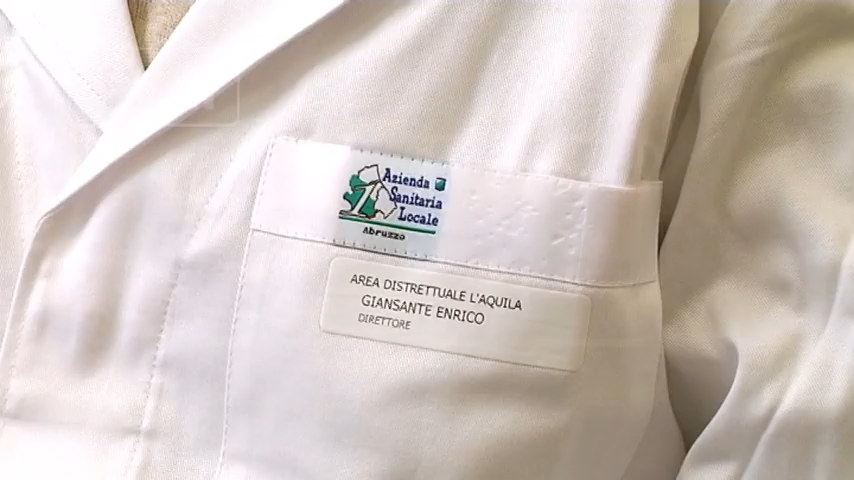 Azienda
Sanitaria
Locale
Abruzzo
AREA DISTRETTUALE L'AQUILA
GIANSANTE ENRICO
DIRETTORE